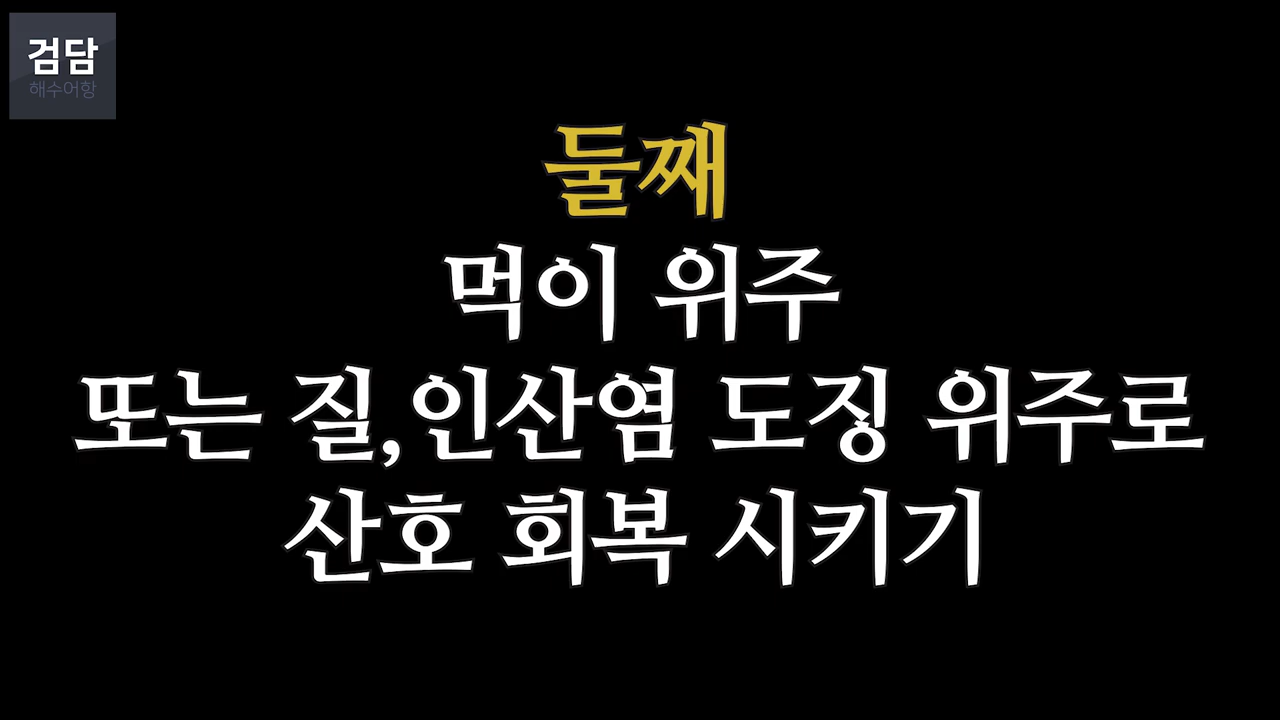 검담
해수어항
둘째
먹이 위주
또는 질,인산염 도징 위주로
산호 회복 시키기